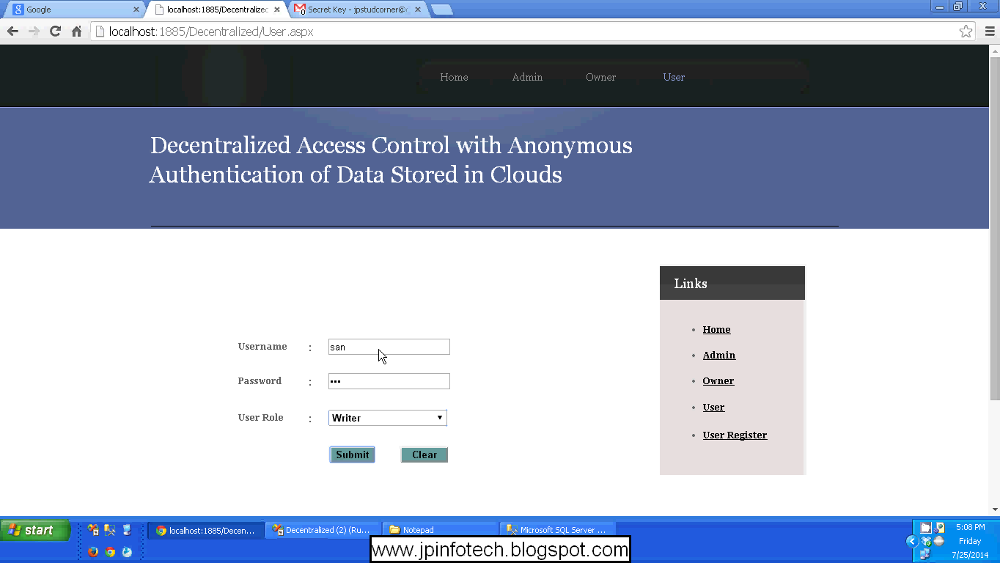 Google
localhost:1885/Decentralized
Secret Key - jpstudcorner@
localhost:1885/Decentralized/User.aspx
Home Admin Owner User
Decentralized Access Control with Anonymous
Authentication of Data Stored in Clouds
Links
Home
Admin
Owner
User
User Register
Username : san
Password : •••
User Role : Writer
Submit Clear
start
localhost:1885/Decen...
Decentralized (2) (Ru...
Notepad
Microsoft SQL Server ...
5:08 PM
Friday
7/25/2014
www.jpinfotech.blogspot.com